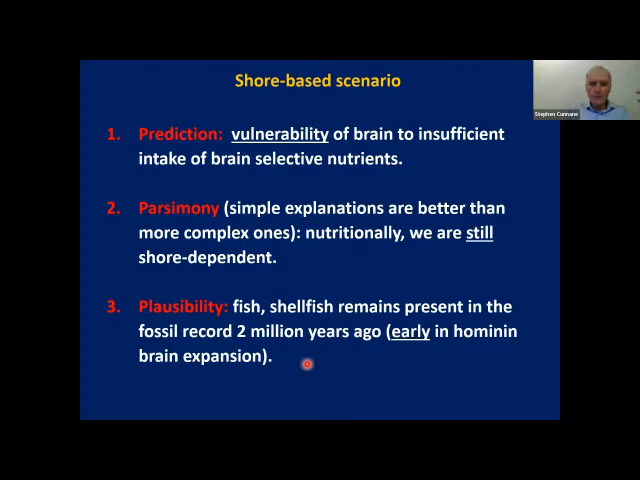 Shore-based scenario
Stephen Cunnane
1. Prediction: vulnerability of brain to insufficient
intake of brain selective nutrients.
2. Parsimony (simple explanations are better than
more complex ones): nutritionally, we are still
shore-dependent.
3. Plausibility: fish, shellfish remains present in the
fossil record 2 million years ago (early in hominin
brain expansion).